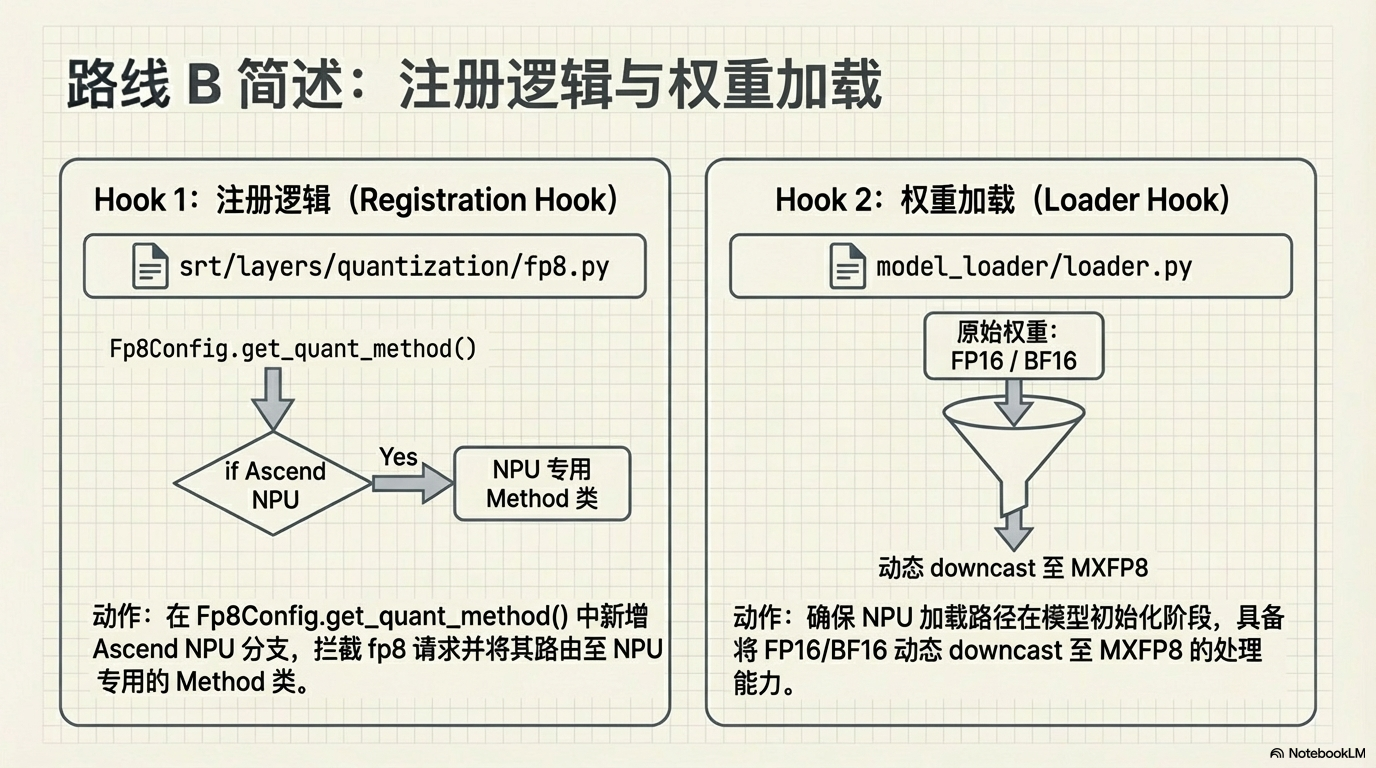 路线 B 简述：注册逻辑与权重加载
Hook 1：注册逻辑（Registration Hook）
srt/layers/quantization/fp8.py
Fp8Config.get_quant_method()
if Ascend
NPU
Yes
NPU 专用
Method 类
动作：在 Fp8Config.get_quant_method() 中新增
Ascend NPU 分支，拦截 fp8 请求并将其路由至 NPU
专用的 Method 类。
Hook 2：权重加载（Loader Hook）
model_loader/loader.py
原始权重：
FP16 / BF16
动态 downcast 至 MXFP8
动作：确保 NPU 加载路径在模型初始化阶段，具备
将 FP16/BF16 动态 downcast 至 MXFP8 的处理
能力。
NotebookLM